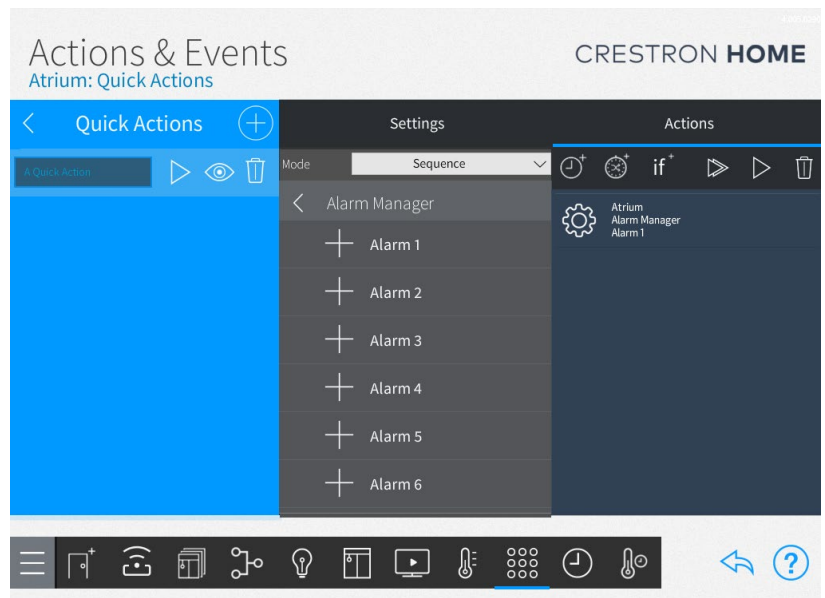 Actions & Events
Atrium: Quick Actions
CRESTRON HOME
Quick Actions
Settings
Actions
A Quick Action
Mode
Sequence
if+
Alarm Manager
Atrium
Alarm Manager
Alarm 1
Alarm 1
Alarm 2
Alarm 3
Alarm 4
Alarm 5
Alarm 6
?